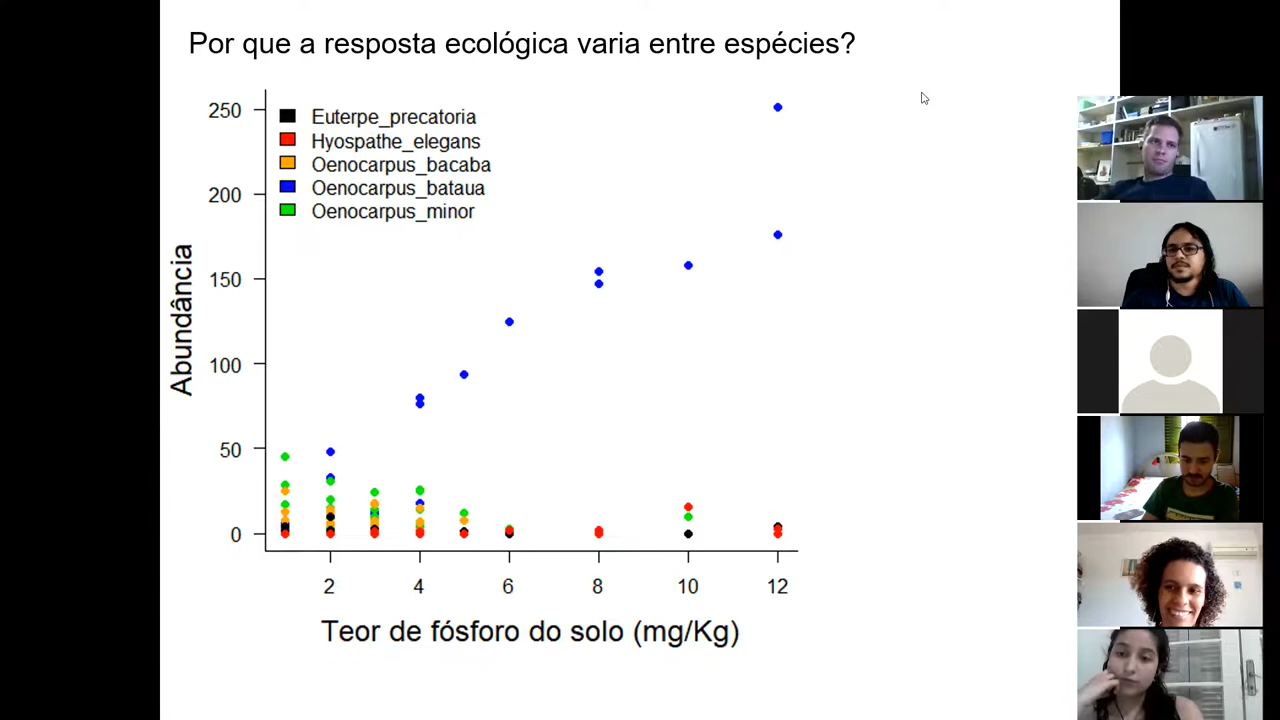 Por que a resposta ecológica varia entre espécies?
250
200
150
100
50
0
Abundância
Euterpe_precatoria
Hyospathe_elegans
Oenocarpus_bacaba
Oenocarpus_bataua
Oenocarpus_minor
2 4 6 8 10 12
Teor de fósforo do solo (mg/Kg)